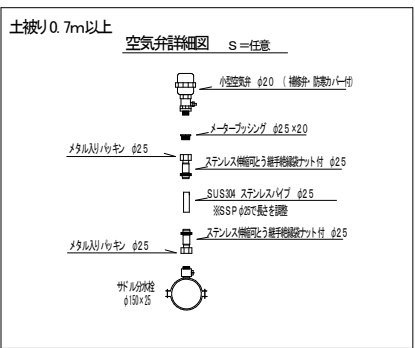 土被り0.7m以上
空気弁詳細図 S=任意
小型空気弁 φ20 (補修弁・防寒カバー付)
メーターブッシング φ25×20
メタル入りパッキン φ25
ステンレス伸縮可とう継手絶縁袋ナット付 φ25
SUS304 ステンレスパイプ φ25
※SSP φ25で長さを調整
ステンレス伸縮可とう継手絶縁袋ナット付 φ25
メタル入りパッキン φ25
サドル分水栓
φ150×25